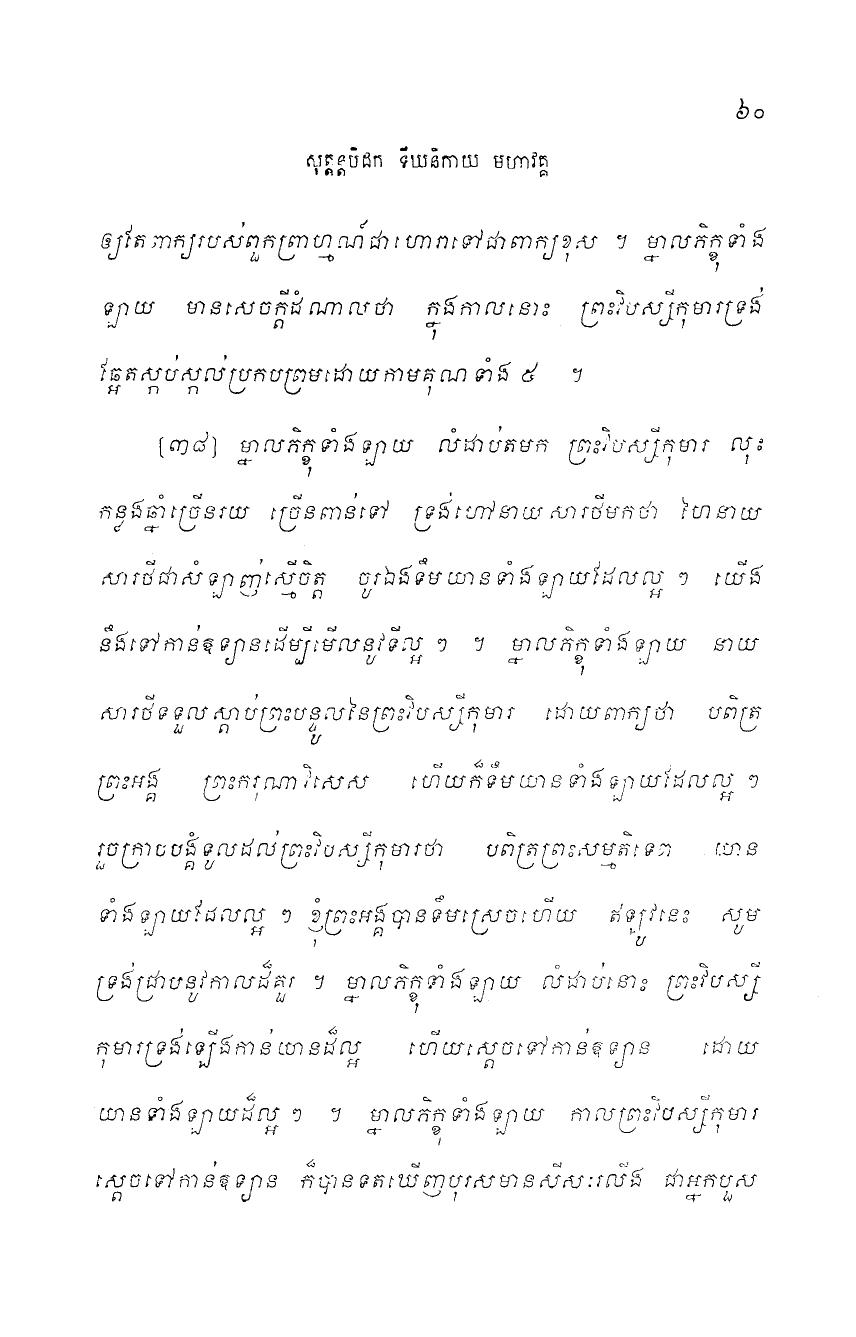 ៦០
សុត្តន្តបិដក ទីឃនិកាយ មហាវគ្គ
ឲ្យតែពាក្យរបស់ពួកព្រាហ្មណ៍ជាហោរាទៅជាពាក្យខុស ។ ម្នាលភិក្ខុទាំង
ឡាយ មានសេចក្តីដំណាលថា ក្នុងកាលនោះ ព្រះវិបស្សីកុមារទ្រង់
ឆ្អែតស្កប់ស្កល់ប្រកបព្រមដោយកាមគុណទាំង ៥ ។
[៣៨] ម្នាលភិក្ខុទាំងឡាយ លំដាប់តមក ព្រះវិបស្សីកុមារ លុះ
កន្លងឆ្នាំច្រើនរយ ច្រើនពាន់ទៅ ទ្រង់ហៅនាយសារថីមកថា ហៃនាយ
សារថីជាសំឡាញ់ស្មើចិត្ត ចូរឯងទឹមយានទាំងឡាយដែលល្អ ៗ យើង
នឹងទៅកាន់ឧទ្យានដើម្បីមើលនូវទីល្អ ៗ ។ ម្នាលភិក្ខុទាំងឡាយ នាយ
សារថីទទួលស្តាប់ព្រះបន្ទូលនៃព្រះវិបស្សីកុមារ ដោយពាក្យថា បពិត្រ
ព្រះអង្គ ព្រះករុណាវិសេស ហើយក៏ទឹមយានទាំងឡាយដែលល្អ ៗ
រួចក្រាបបង្គំទូលដល់ព្រះវិបស្សីកុមារថា បពិត្រព្រះសម្មតិទេព យាន
ទាំងឡាយដែលល្អ ៗ ខ្ញុំព្រះអង្គបានទឹមស្រេចហើយ ឥឡូវនេះ សូម
ទ្រង់ជ្រាបនូវកាលដ៏គួរ ។ ម្នាលភិក្ខុទាំងឡាយ លំដាប់នោះ ព្រះវិបស្សី
កុមារទ្រង់ឡើងកាន់យានដ៏ល្អ ហើយស្តេចទៅកាន់ឧទ្យាន ដោយ
យានទាំងឡាយដ៏ល្អ ៗ ។ ម្នាលភិក្ខុទាំងឡាយ កាលព្រះវិបស្សីកុមារ
ស្តេចទៅកាន់ឧទ្យាន ក៏បានទតឃើញបុរសមានសីសៈរលីង ជាអ្នកបួស